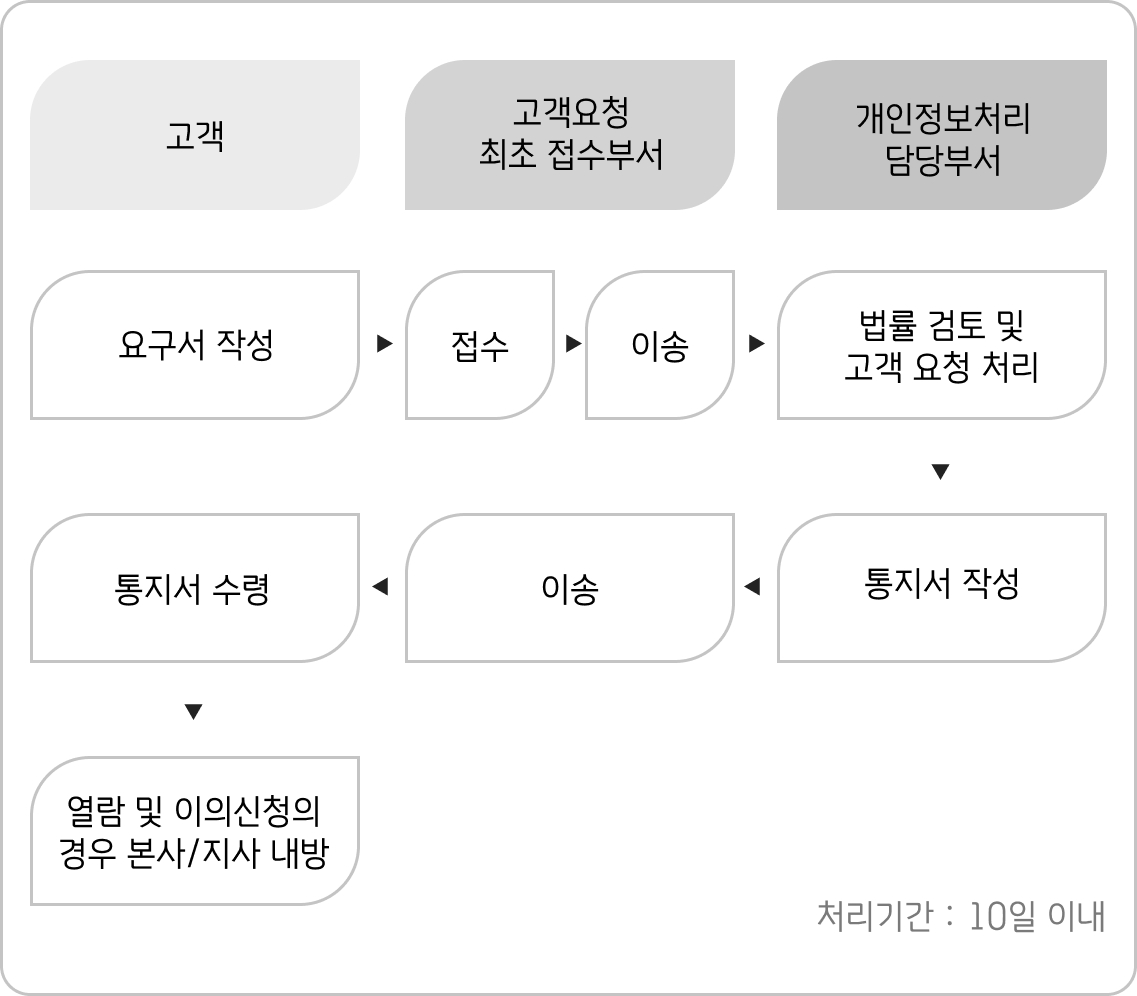 고객
고객요청
최초 접수부서
개인정보처리
담당부서
요구서 작성
접수
이송
법률 검토 및
고객 요청 처리
통지서 수령
이송
통지서 작성
열람 및 이의신청의
경우 본사/지사 내방
처리기간 : 10일 이내